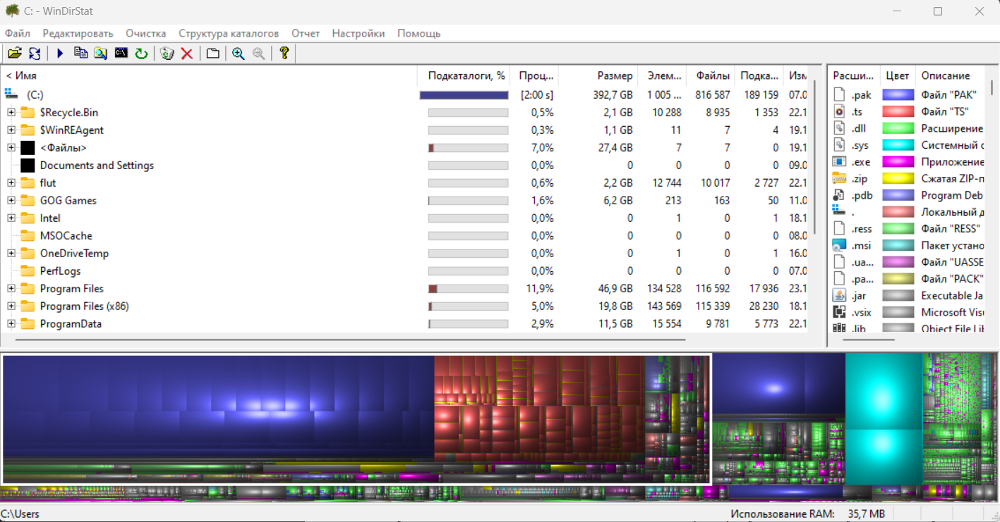 C: - WinDirStat
Файл Редактировать Очистка Структура каталогов Отчет Настройки Помощь
< Имя Подкаталоги, % Проц... Размер Элем... Файлы Подка... Изм
(C:) [2:00 s] 392,7 GB 1 005 ... 816 587 189 159 07.0
$Recycle.Bin 0,5% 2,1 GB 10 288 8 935 1 353 22.1
$WinREAgent 0,3% 1,1 GB 11 7 4 19.1
<Файлы> 7,0% 27,4 GB 7 7 0 19.1
Documents and Settings 0,0% 0 0 0 0 09.0
flut 0,6% 2,2 GB 12 744 10 017 2 727 22.1
GOG Games 1,6% 6,2 GB 213 163 50 11.0
Intel 0,0% 0 1 0 1 18.1
MSOCache 0,0% 0 0 0 0 08.0
OneDriveTemp 0,0% 0 1 0 1 16.0
PerfLogs 0,0% 0 0 0 0 07.0
Program Files 11,9% 46,9 GB 134 528 116 592 17 936 23.1
Program Files (x86) 5,0% 19,8 GB 143 569 115 339 28 230 18.1
ProgramData 2,9% 11,5 GB 15 554 9 781 5 773 22.1
Расши... Цвет Описание
.pak Файл "PAK"
.ts Файл "TS"
.dll Расширение
.sys Системный с
.exe Приложение
.zip Сжатая ZIP-п
.pdb Program Deb
. Локальный д
.ress Файл "RESS"
.msi Пакет устано
.ua... Файл "UASSE
.pa... Файл "PACK"
.jar Executable Ja
.vsix Microsoft Visu
.lib Object File Lib
C:\Users Использование RAM: 35,7 MB